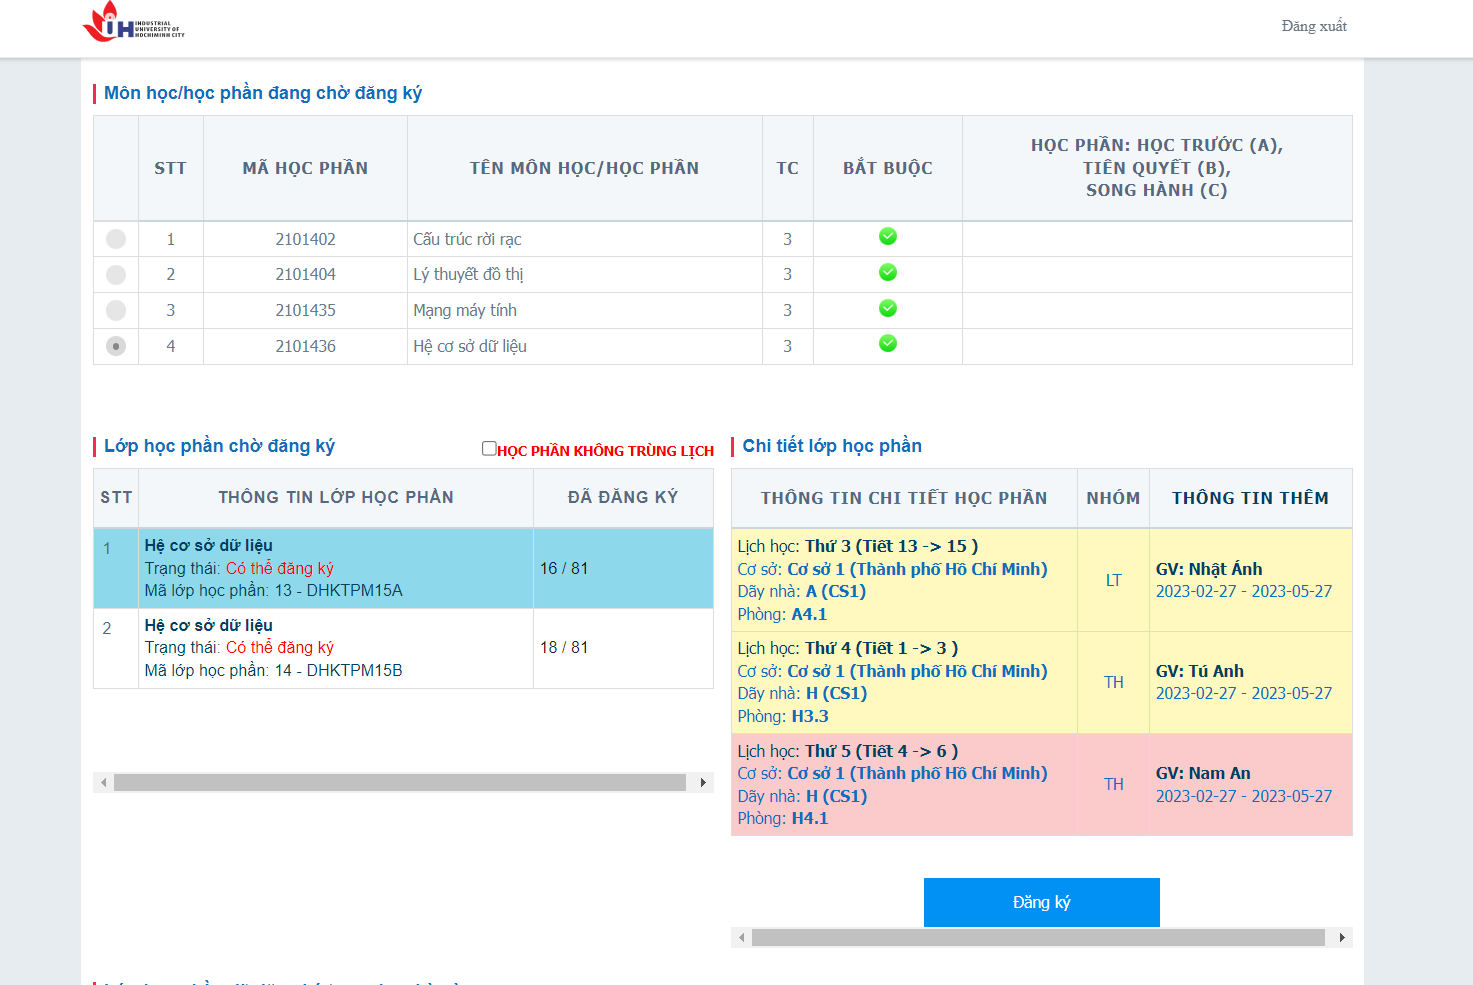 INDUSTRIAL
UNIVERSITY OF
HOCHIMINH CITY
Đăng xuất
Môn học/học phần đang chờ đăng ký
STT MÃ HỌC PHẦN TÊN MÔN HỌC/HỌC PHẦN TC BẮT BUỘC HỌC PHẦN: HỌC TRƯỚC (A),
TIÊN QUYẾT (B),
SONG HÀNH (C)
1 2101402 Cấu trúc rời rạc 3
2 2101404 Lý thuyết đồ thị 3
3 2101435 Mạng máy tính 3
4 2101436 Hệ cơ sở dữ liệu 3
Lớp học phần chờ đăng ký
HỌC PHẦN KHÔNG TRÙNG LỊCH
STT THÔNG TIN LỚP HỌC PHẦN ĐÃ ĐĂNG KÝ
1 Hệ cơ sở dữ liệu
Trạng thái: Có thể đăng ký 16 / 81
Mã lớp học phần: 13 - DHKTPM15A
2 Hệ cơ sở dữ liệu
Trạng thái: Có thể đăng ký 18 / 81
Mã lớp học phần: 14 - DHKTPM15B
Chi tiết lớp học phần
THÔNG TIN CHI TIẾT HỌC PHẦN NHÓM THÔNG TIN THÊM
Lịch học: Thứ 3 (Tiết 13 -> 15 )
Cơ sở: Cơ sở 1 (Thành phố Hồ Chí Minh)
Dãy nhà: A (CS1)
Phòng: A4.1
LT
GV: Nhật Ánh
2023-02-27 - 2023-05-27
Lịch học: Thứ 4 (Tiết 1 -> 3 )
Cơ sở: Cơ sở 1 (Thành phố Hồ Chí Minh)
Dãy nhà: H (CS1)
Phòng: H3.3
TH
GV: Tú Anh
2023-02-27 - 2023-05-27
Lịch học: Thứ 5 (Tiết 4 -> 6 )
Cơ sở: Cơ sở 1 (Thành phố Hồ Chí Minh)
Dãy nhà: H (CS1)
Phòng: H4.1
TH
GV: Nam An
2023-02-27 - 2023-05-27
Đăng ký